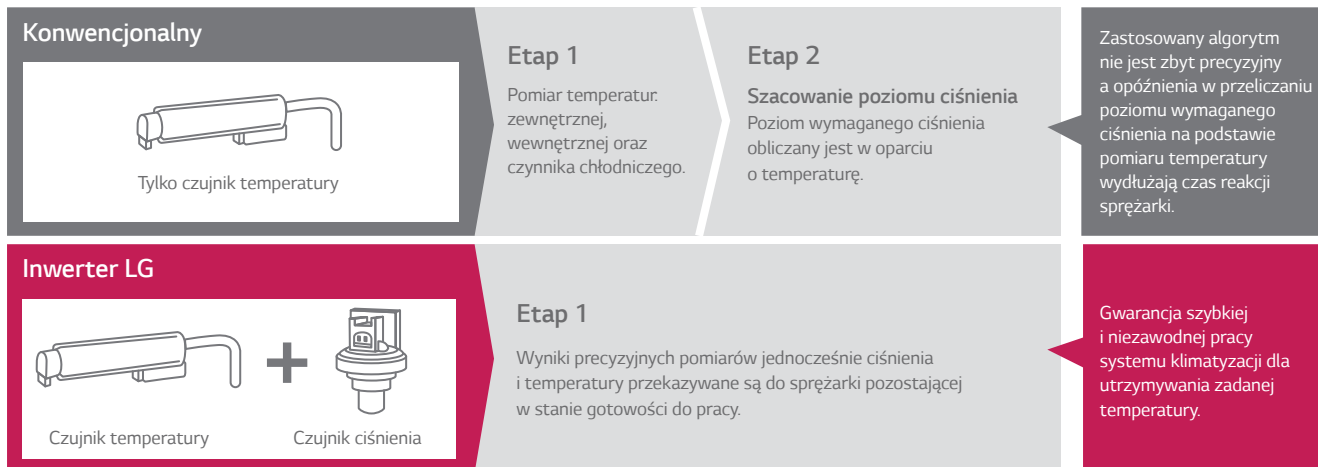 Konwencjonalny
Tylko czujnik temperatury
Etap 1
Pomiar temperatur:
zewnętrznej,
wewnętrznej oraz
czynnika chłodniczego.
Etap 2
Szacowanie poziomu ciśnienia
Poziom wymaganego ciśnienia
obliczany jest w oparciu
o temperaturę.
Zastosowany algorytm
nie jest zbyt precyzyjny
a opóźnienia w przeliczaniu
poziomu wymaganego
ciśnienia na podstawie
pomiaru temperatury
wydłużają czas reakcji
sprężarki.
Inwerter LG
Czujnik temperatury
Czujnik ciśnienia
Etap 1
Wyniki precyzyjnych pomiarów jednocześnie ciśnienia
i temperatury przekazywane są do sprężarki pozostającej
w stanie gotowości do pracy.
Gwarancja szybkiej
i niezawodnej pracy
systemu klimatyzacji dla
utrzymywania zadanej
temperatury.